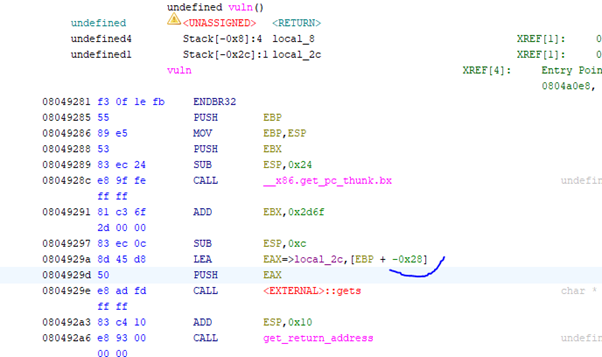 undefined vuln()
undefined <UNASSIGNED> <RETURN>
undefined4 Stack[-0x8]:4 local_8 XREF[1]: 0
undefined1 Stack[-0x2c]:1 local_2c XREF[1]: 0
vuln XREF[4]: Entry Poin
0804a0e8,
08049281 f3 0f 1e fb ENDBR32
08049285 55 PUSH EBP
08049286 89 e5 MOV EBP,ESP
08049288 53 PUSH EBX
08049289 83 ec 24 SUB ESP,0x24
0804928c e8 9f fe CALL __x86.get_pc_thunk.bx undefin
ff ff
08049291 81 c3 6f ADD EBX,0x2d6f
2d 00 00
08049297 83 ec 0c SUB ESP,0xc
0804929a 8d 45 d8 LEA EAX=>local_2c,[EBP + -0x28]
0804929d 50 PUSH EAX
0804929e e8 ad fd CALL <EXTERNAL>::gets char *
ff ff
080492a3 83 c4 10 ADD ESP,0x10
080492a6 e8 93 00 CALL get_return_address undefin
00 00